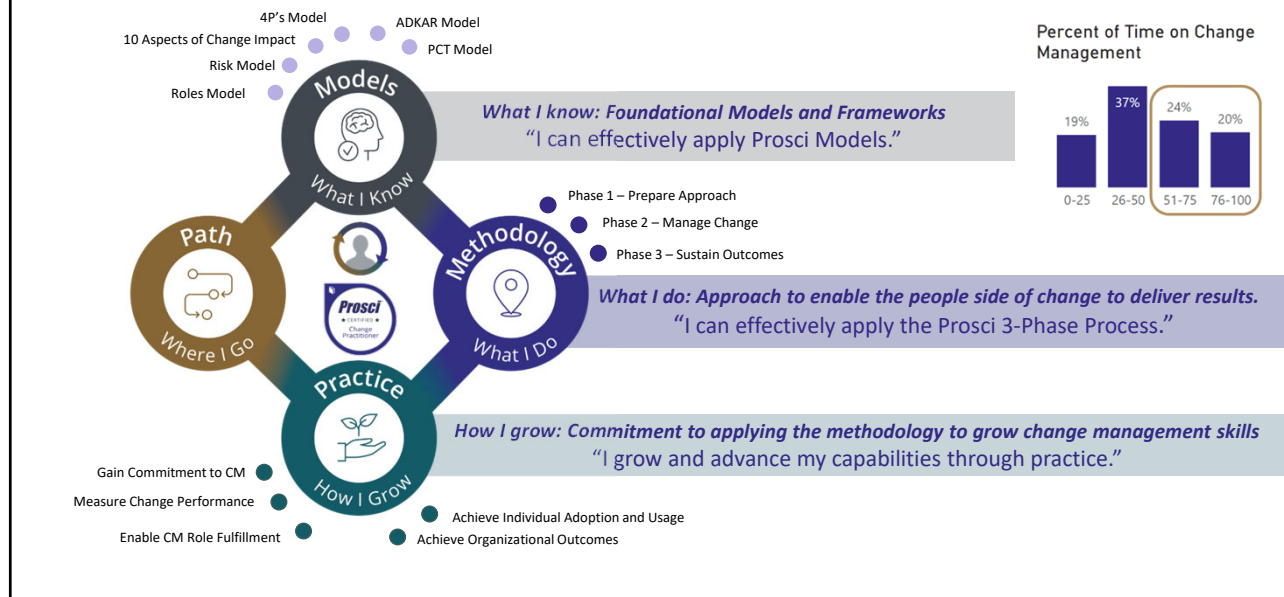 4P's Model
ADKAR Model
10 Aspects of Change Impact
PCT Model
Risk Model
Roles Model
Models
What I Know
What I know: Foundational Models and Frameworks
“I can effectively apply Prosci Models.”
Percent of Time on Change
Management
19%
37%
24%
20%
0-25
26-50
51-75
76-100
Phase 1 – Prepare Approach
Phase 2 – Manage Change
Phase 3 – Sustain Outcomes
Path
Where I Go
Prosci
CERTIFIED
Change
Practitioner
Methodology
What I Do
What I do: Approach to enable the people side of change to deliver results.
“I can effectively apply the Prosci 3-Phase Process.”
Practice
How I Grow
How I grow: Commitment to applying the methodology to grow change management skills
“I grow and advance my capabilities through practice.”
Gain Commitment to CM
Measure Change Performance
Enable CM Role Fulfillment
Achieve Individual Adoption and Usage
Achieve Organizational Outcomes